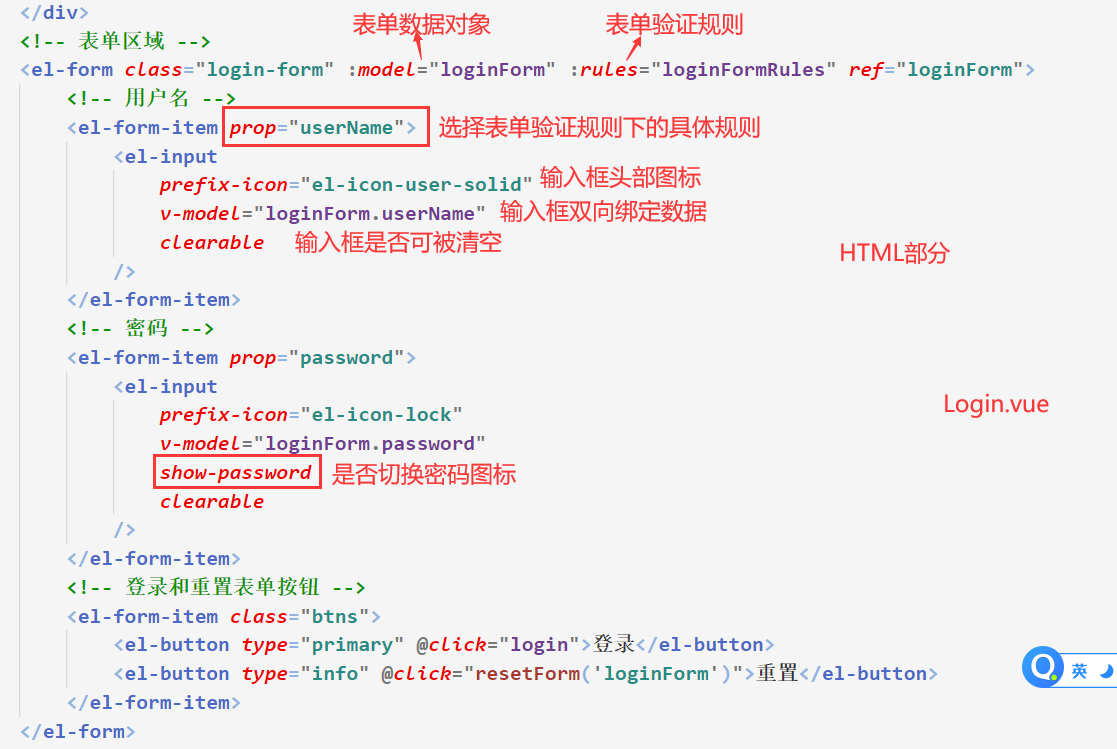 </div>
表单数据对象 表单验证规则
<!-- 表单区域 -->
<el-form class="login-form" :model="loginForm" :rules="loginFormRules" ref="loginForm">
<!-- 用户名 -->
<el-form-item prop="userName"> 选择表单验证规则下的具体规则
<el-input
prefix-icon="el-icon-user-solid" 输入框头部图标
v-model="loginForm.userName" 输入框双向绑定数据
clearable 输入框是否可被清空
HTML部分
/>
</el-form-item>
<!-- 密码 -->
<el-form-item prop="password">
<el-input
Login.vue
prefix-icon="el-icon-lock"
v-model="loginForm.password"
show-password 是否切换密码图标
clearable
/>
</el-form-item>
<!-- 登录和重置表单按钮 -->
<el-form-item class="btns">
<el-button type="primary" @click="login">登录</el-button>
<el-button type="info" @click="resetForm('loginForm')">重置</el-button>
英
</el-form-item>
</el-form>